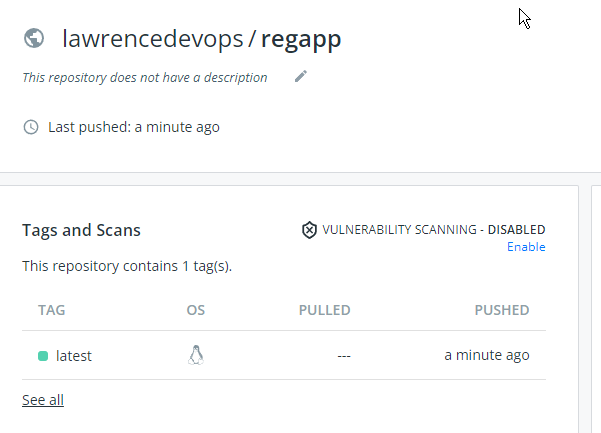 lawrencedevops / regapp
This repository does not have a description
Last pushed: a minute ago
Tags and Scans
VULNERABILITY SCANNING - DISABLED
Enable
This repository contains 1 tag(s).
TAG OS PULLED PUSHED
latest --- a minute ago
See all